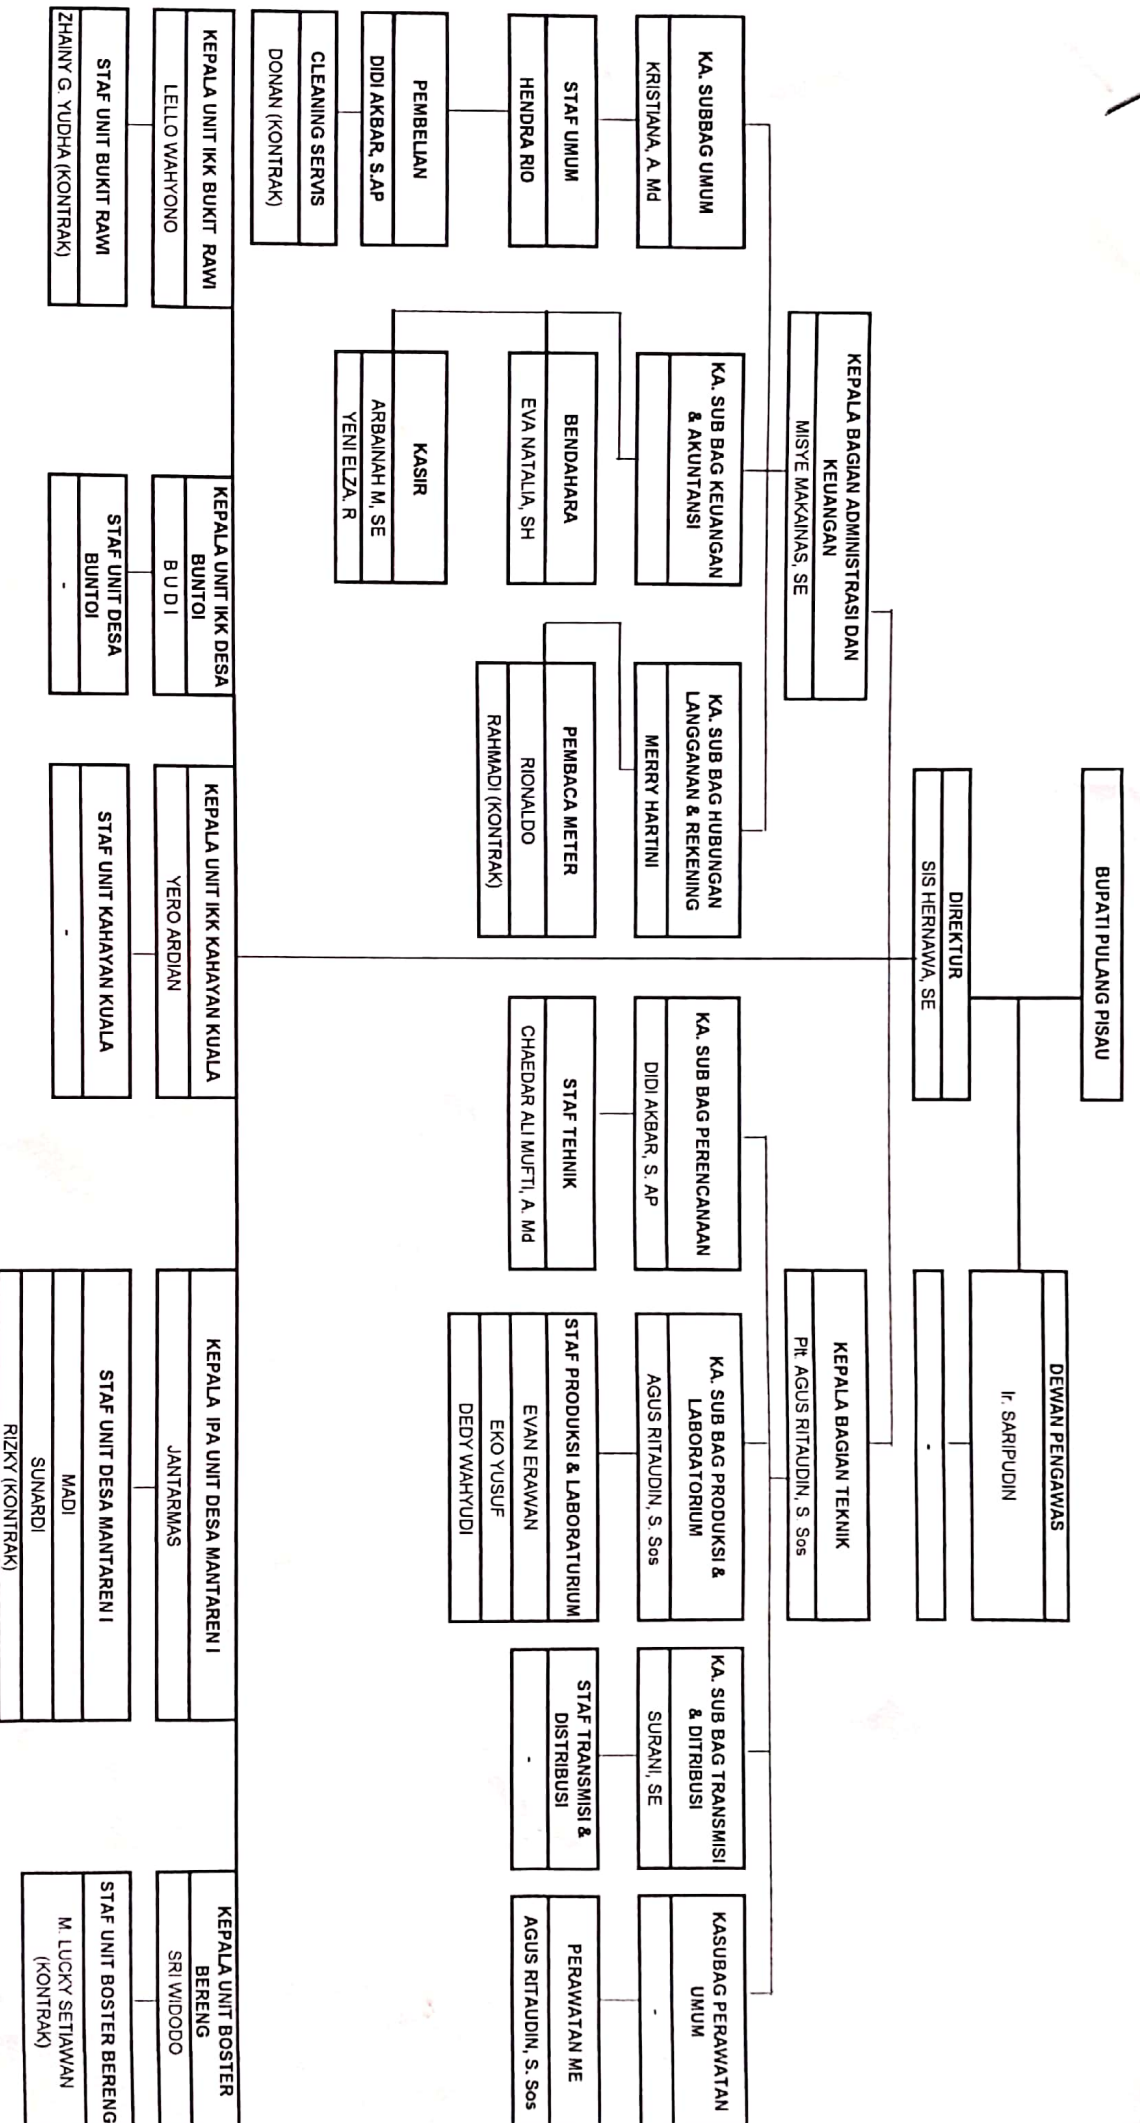 BUPATI PULANG PISAU
DEWAN PENGAWAS
Ir. SARIPUDIN
-
DIREKTUR
SIS HERNAWA, SE
KEPALA BAGIAN ADMINISTRASI DAN
KEUANGAN
MISYE MAKAINAS, SE
KEPALA BAGIAN TEKNIK
Plt. AGUS RITAUDIN, S. Sos
KA. SUBBAG UMUM
KRISTIANA, A. Md
KA. SUB BAG KEUANGAN
& AKUNTANSI
KA. SUB BAG HUBUNGAN
LANGGANAN & REKENING
MERRY HARTINI
KA. SUB BAG PERENCANAAN
DIDI AKBAR, S. AP
KA. SUB BAG PRODUKSI &
LABORATORIUM
AGUS RITAUDIN, S. Sos
KA. SUB BAG TRANSMISI
& DITRIBUSI
SURANI, SE
KASUBAG PERAWATAN
UMUM
-
STAF UMUM
HENDRA RIO
BENDAHARA
EVA NATALIA, SH
PEMBACA METER
RIONALDO
RAHMADI (KONTRAK)
STAF TEHNIK
CHAEDAR ALI MUFTI, A. Md
STAF PRODUKSI & LABORATURIUM
EVAN ERAWAN
EKO YUSUF
DEDY WAHYUDI
STAF TRANSMISI &
DISTRIBUSI
-
PERAWATAN ME
AGUS RITAUDIN, S. Sos
PEMBELIAN
DIDI AKBAR, S.AP
KASIR
ARBAINAH M, SE
YENI ELZA. R
CLEANING SERVIS
DONAN (KONTRAK)
KEPALA UNIT IKK BUKIT RAWI
LELLO WAHYONO
KEPALA UNIT IKK DESA
BUNTOI
B U D I
KEPALA UNIT IKK KAHAYAN KUALA
YERO ARDIAN
KEPALA IPA UNIT DESA MANTAREN I
JANTARMAS
KEPALA UNIT BOSTER
BERENG
SRI WIDODO
STAF UNIT BUKIT RAWI
ZHAINY G. YUDHA (KONTRAK)
STAF UNIT DESA
BUNTOI
-
STAF UNIT KAHAYAN KUALA
-
STAF UNIT DESA MANTAREN I
MADI
SUNARDI
RIZKY (KONTRAK)
STAF UNIT BOSTER BERENG
M. LUCKY SETIAWAN
(KONTRAK)